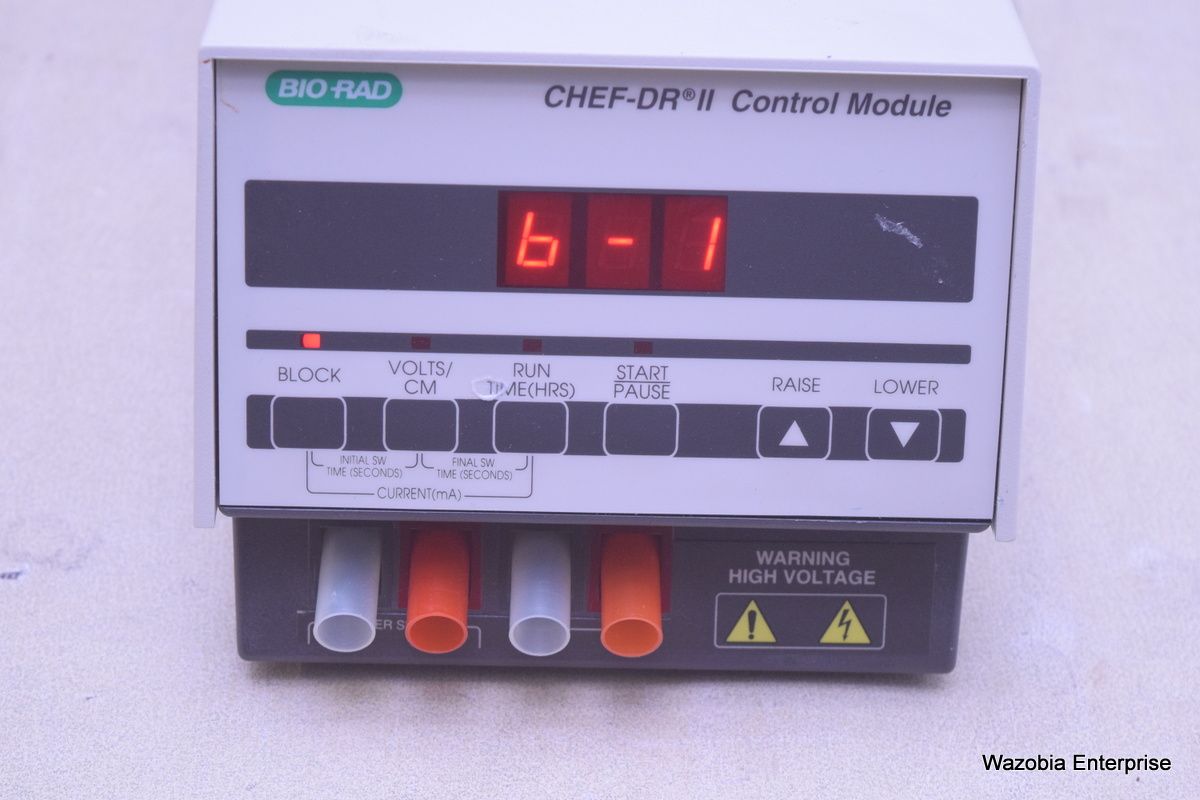 BIO-RAD
CHEF-DR®II Control Module
b-1
BLOCK
VOLTS/
CM
RUN
TIME(HRS)
START
PAUSE
RAISE
LOWER
INITIAL SW
TIME (SECONDS)
FINAL SW
TIME (SECONDS)
CURRENT(mA)
WARNING
HIGH VOLTAGE
Wazobia Enterprise